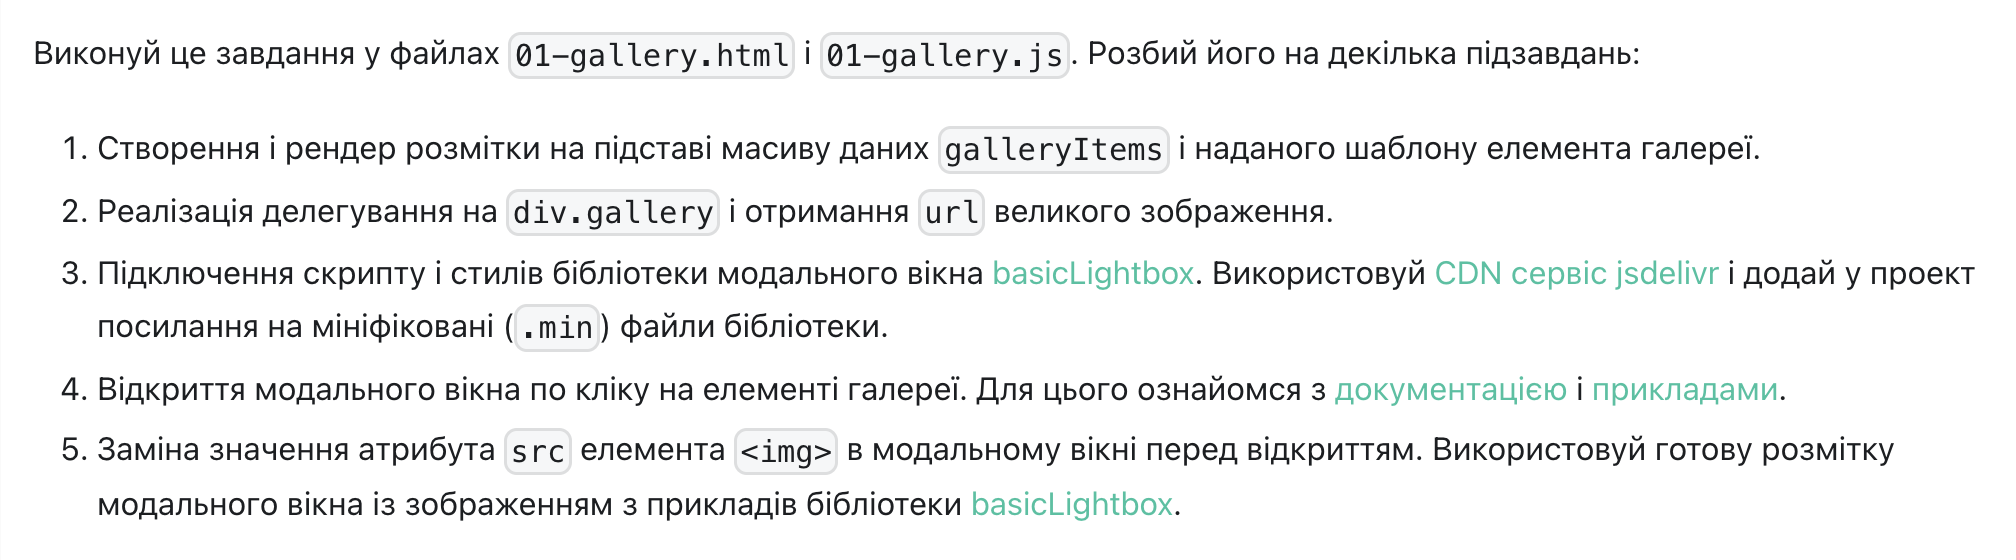 Виконуй це завдання у файлах 01-gallery.html і 01-gallery.js. Розбий його на декілька підзавдань:
1. Створення і рендер розмітки на підставі масиву даних galleryItems і наданого шаблону елемента галереї.
2. Реалізація делегування на div.gallery і отримання url великого зображення.
3. Підключення скрипту і стилів бібліотеки модального вікна basicLightbox. Використовуй CDN сервіс jsdelivr і додай у проект
посилання на мініфіковані (.min) файли бібліотеки.
4. Відкриття модального вікна по кліку на елементі галереї. Для цього ознайомся з документацією і прикладами.
5. Заміна значення атрибута src елемента <img> в модальному вікні перед відкриттям. Використовуй готову розмітку
модального вікна із зображенням з прикладів бібліотеки basicLightbox.